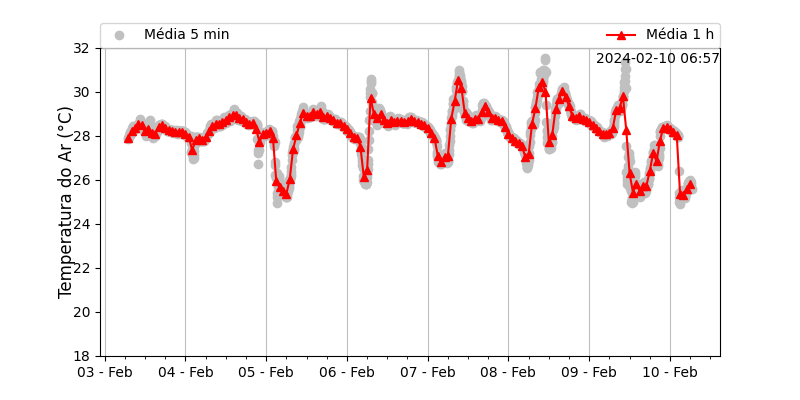 Média 5 min
Média 1 h
2024-02-10 06:57
Temperatura do Ar (°C)
32
30
28
26
24
22
20
18
03 - Feb
04 - Feb
05 - Feb
06 - Feb
07 - Feb
08 - Feb
09 - Feb
10 - Feb